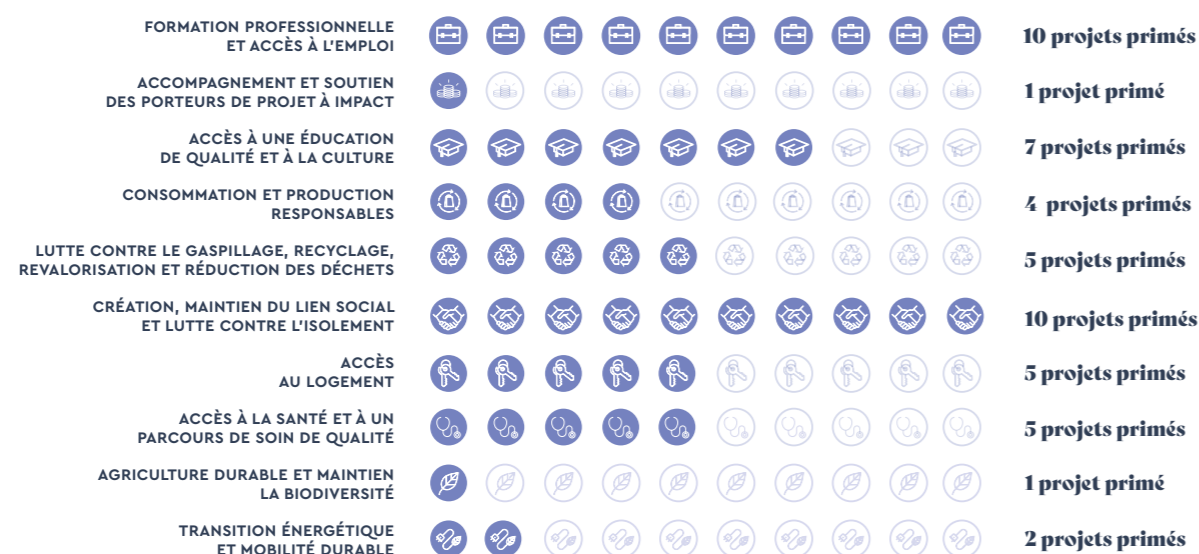 FORMATION PROFESSIONNELLE
ET ACCÈS À L'EMPLOI
10 projets primés
ACCOMPAGNEMENT ET SOUTIEN
DES PORTEURS DE PROJET À IMPACT
1 projet primé
ACCÈS À UNE ÉDUCATION
DE QUALITÉ ET À LA CULTURE
7 projets primés
CONSOMMATION ET PRODUCTION
RESPONSABLES
4 projets primés
LUTTE CONTRE LE GASPILLAGE, RECYCLAGE,
REVALORISATION ET RÉDUCTION DES DÉCHETS
5 projets primés
CRÉATION, MAINTIEN DU LIEN SOCIAL
ET LUTTE CONTRE L'ISOLEMENT
10 projets primés
ACCÈS
AU LOGEMENT
5 projets primés
ACCÈS À LA SANTÉ ET À UN
PARCOURS DE SOIN DE QUALITÉ
5 projets primés
AGRICULTURE DURABLE ET MAINTIEN
LA BIODIVERSITÉ
1 projet primé
TRANSITION ÉNERGÉTIQUE
ET MOBILITÉ DURABLE
2 projets primés